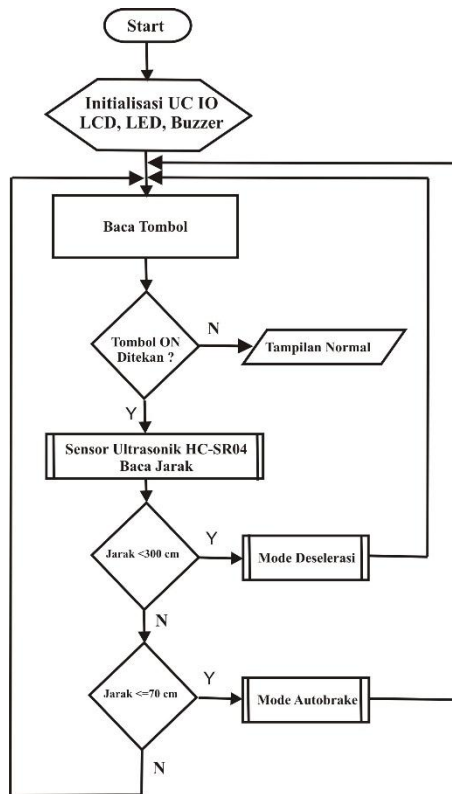 Start
Initialisasi UC IO
LCD, LED, Buzzer
Baca Tombol
Tombol ON
Ditekan ?
N
Tampilan Normal
Y
Sensor Ultrasonik HC-SR04
Baca Jarak
Jarak <300 cm
Y
Mode Deselerasi
N
Jarak <=70 cm
Y
Mode Autobrake
N